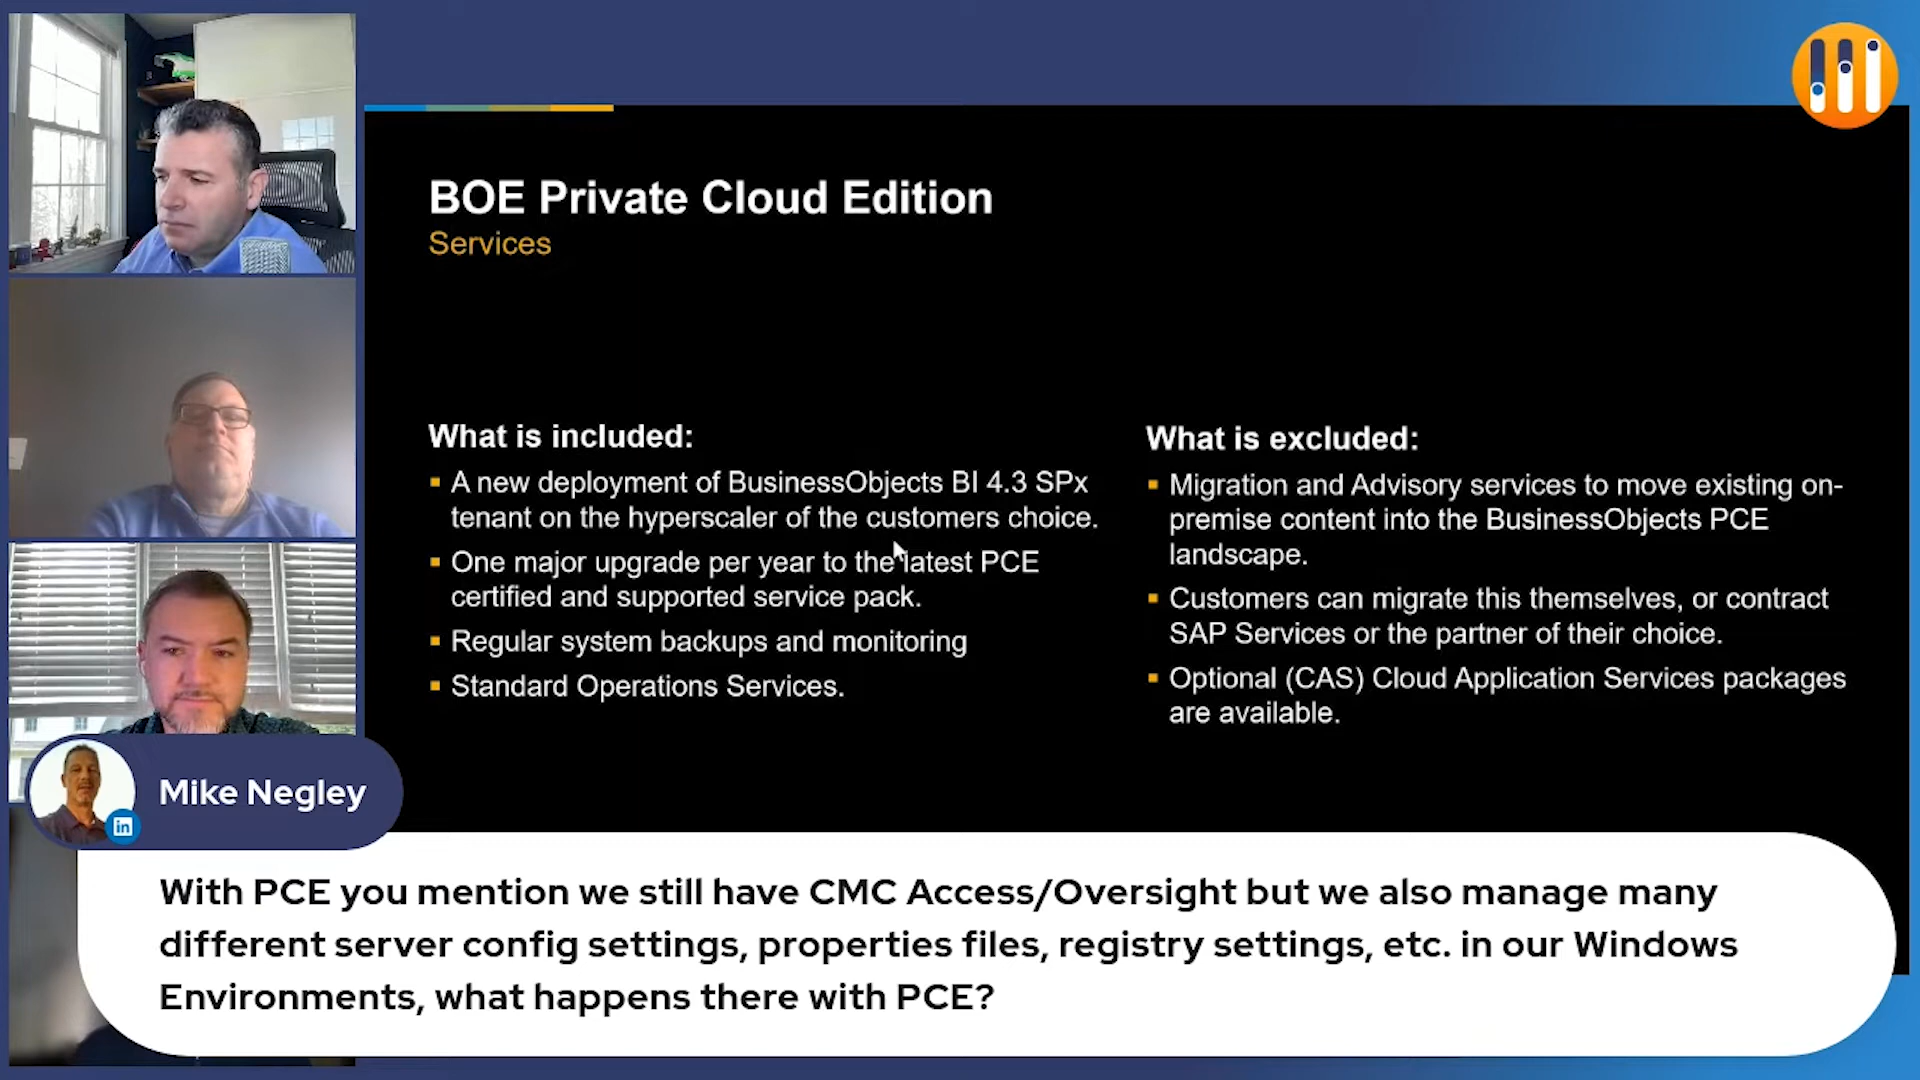 BOE Private Cloud Edition
Services
What is included:
▪ A new deployment of BusinessObjects BI 4.3 SPx
tenant on the hyperscaler of the customers choice.
▪ One major upgrade per year to the latest PCE
certified and supported service pack.
▪ Regular system backups and monitoring
▪ Standard Operations Services.
What is excluded:
▪ Migration and Advisory services to move existing on-
premise content into the BusinessObjects PCE
landscape.
▪ Customers can migrate this themselves, or contract
SAP Services or the partner of their choice.
▪ Optional (CAS) Cloud Application Services packages
are available.
Mike Negley
in
With PCE you mention we still have CMC Access/Oversight but we also manage many
different server config settings, properties files, registry settings, etc. in our Windows
Environments, what happens there with PCE?